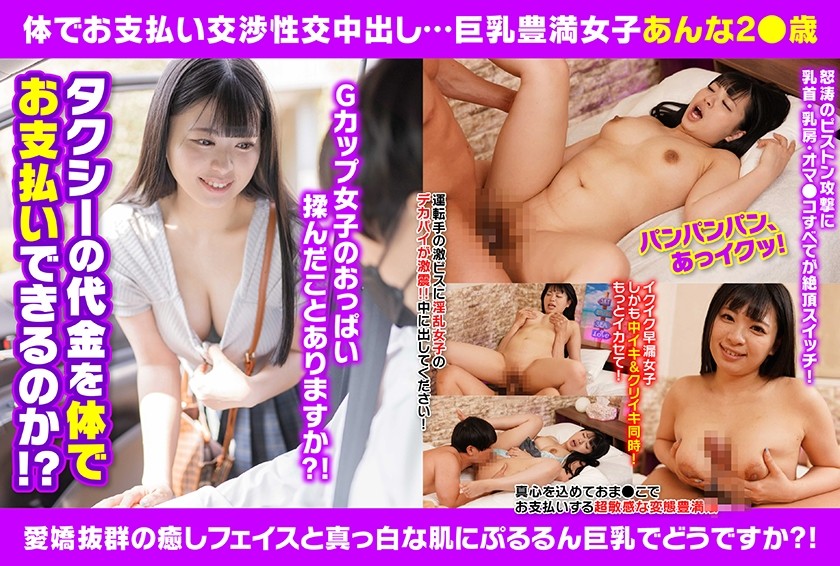 体でお支払い交渉性交中出し…巨乳豊満女子あんな2●歳
タクシーの代金を体で
お支払いできるのか!?
Gカップ女子のおっぱい
揉んだことありますか?!
怒涛のピストン攻撃に
乳首・乳房・オマ●コすべてが絶頂スイッチ!
パンパンパン、
あっイクッ!
運転手の激ピスに淫乱女子の
デカパイが激震!!中に出してください!
イクイク早漏女子
しかも中イキ&クリイキ同時!
もっとイカせて!
真心を込めておま●こで
お支払いする超敏感な変態豊満
愛嬌抜群の癒しフェイスと真っ白な肌にぷるるん巨乳でどうですか?!